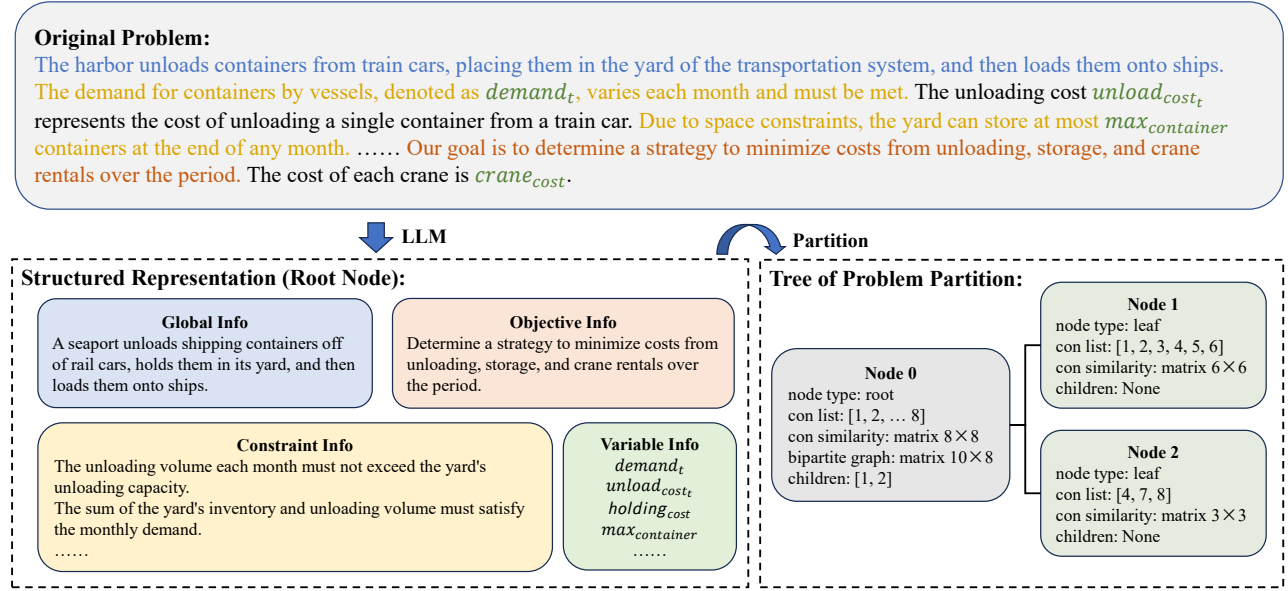 Original Problem:
The harbor unloads containers from train cars, placing them in the yard of the transportation system, and then loads them onto ships.
The demand for containers by vessels, denoted as demand_t, varies each month and must be met. The unloading cost unload_cost_t
represents the cost of unloading a single container from a train car. Due to space constraints, the yard can store at most max_container
containers at the end of any month. …… Our goal is to determine a strategy to minimize costs from unloading, storage, and crane
rentals over the period. The cost of each crane is crane_cost.
LLM
Partition
Structured Representation (Root Node):
Global Info
A seaport unloads shipping containers off
of rail cars, holds them in its yard, and then
loads them onto ships.
Objective Info
Determine a strategy to minimize costs from
unloading, storage, and crane rentals over
the period.
Constraint Info
The unloading volume each month must not exceed the yard's
unloading capacity.
The sum of the yard's inventory and unloading volume must satisfy
the monthly demand.
……
Variable Info
demand_t
unload_cost_t
holding_cost
max_container
……
Tree of Problem Partition:
Node 0
node type: root
con list: [1, 2, … 8]
con similarity: matrix 8×8
bipartite graph: matrix 10×8
children: [1, 2]
Node 1
node type: leaf
con list: [1, 2, 3, 4, 5, 6]
con similarity: matrix 6×6
children: None
Node 2
node type: leaf
con list: [4, 7, 8]
con similarity: matrix 3×3
children: None